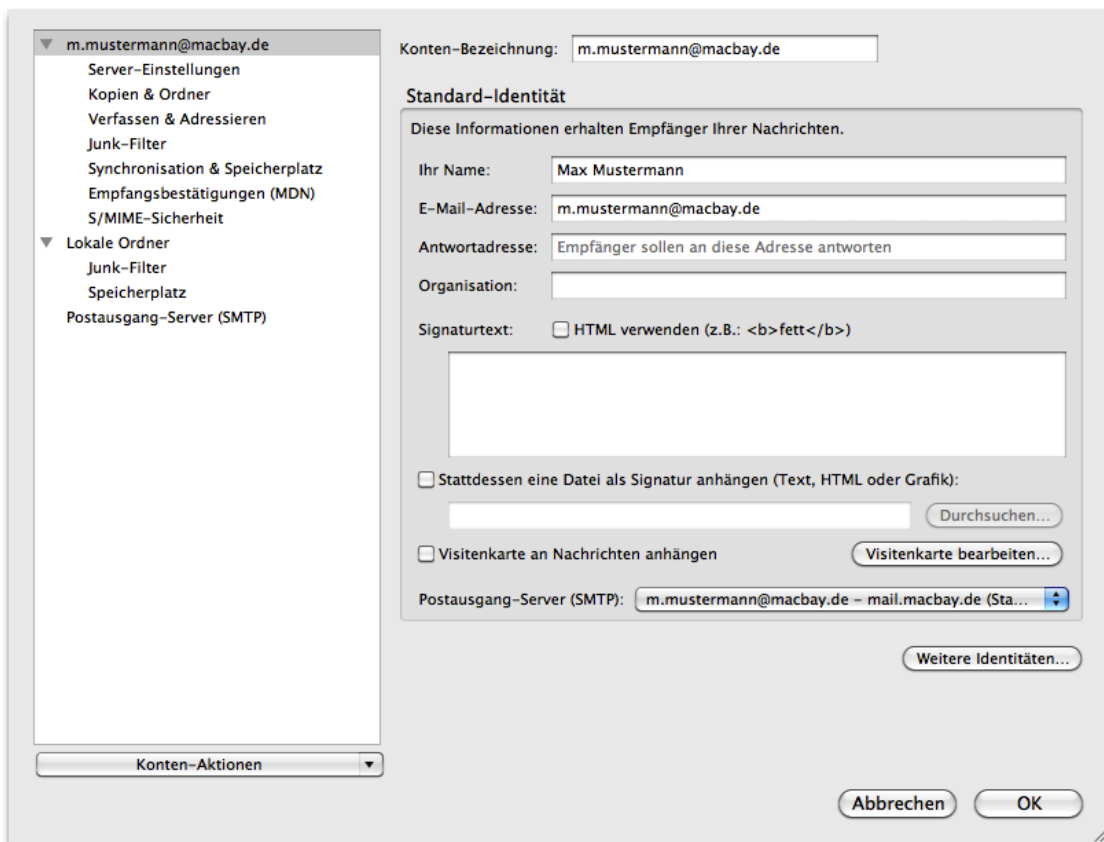 m.mustermann@macbay.de
Server-Einstellungen
Kopien & Ordner
Verfassen & Adressieren
Junk-Filter
Synchronisation & Speicherplatz
Empfangsbestätigungen (MDN)
S/MIME-Sicherheit
Lokale Ordner
Junk-Filter
Speicherplatz
Postausgang-Server (SMTP)
Konten-Aktionen
Konten-Bezeichnung: m.mustermann@macbay.de
Standard-Identität
Diese Informationen erhalten Empfänger Ihrer Nachrichten.
Ihr Name: Max Mustermann
E-Mail-Adresse: m.mustermann@macbay.de
Antwortadresse: Empfänger sollen an diese Adresse antworten
Organisation:
Signaturtext: HTML verwenden (z.B.: <b>fett</b>)
Stattdessen eine Datei als Signatur anhängen (Text, HTML oder Grafik):
Durchsuchen...
Visitenkarte an Nachrichten anhängen Visitenkarte bearbeiten...
Postausgang-Server (SMTP): m.mustermann@macbay.de – mail.macbay.de (Sta...
Weitere Identitäten...
Abbrechen OK